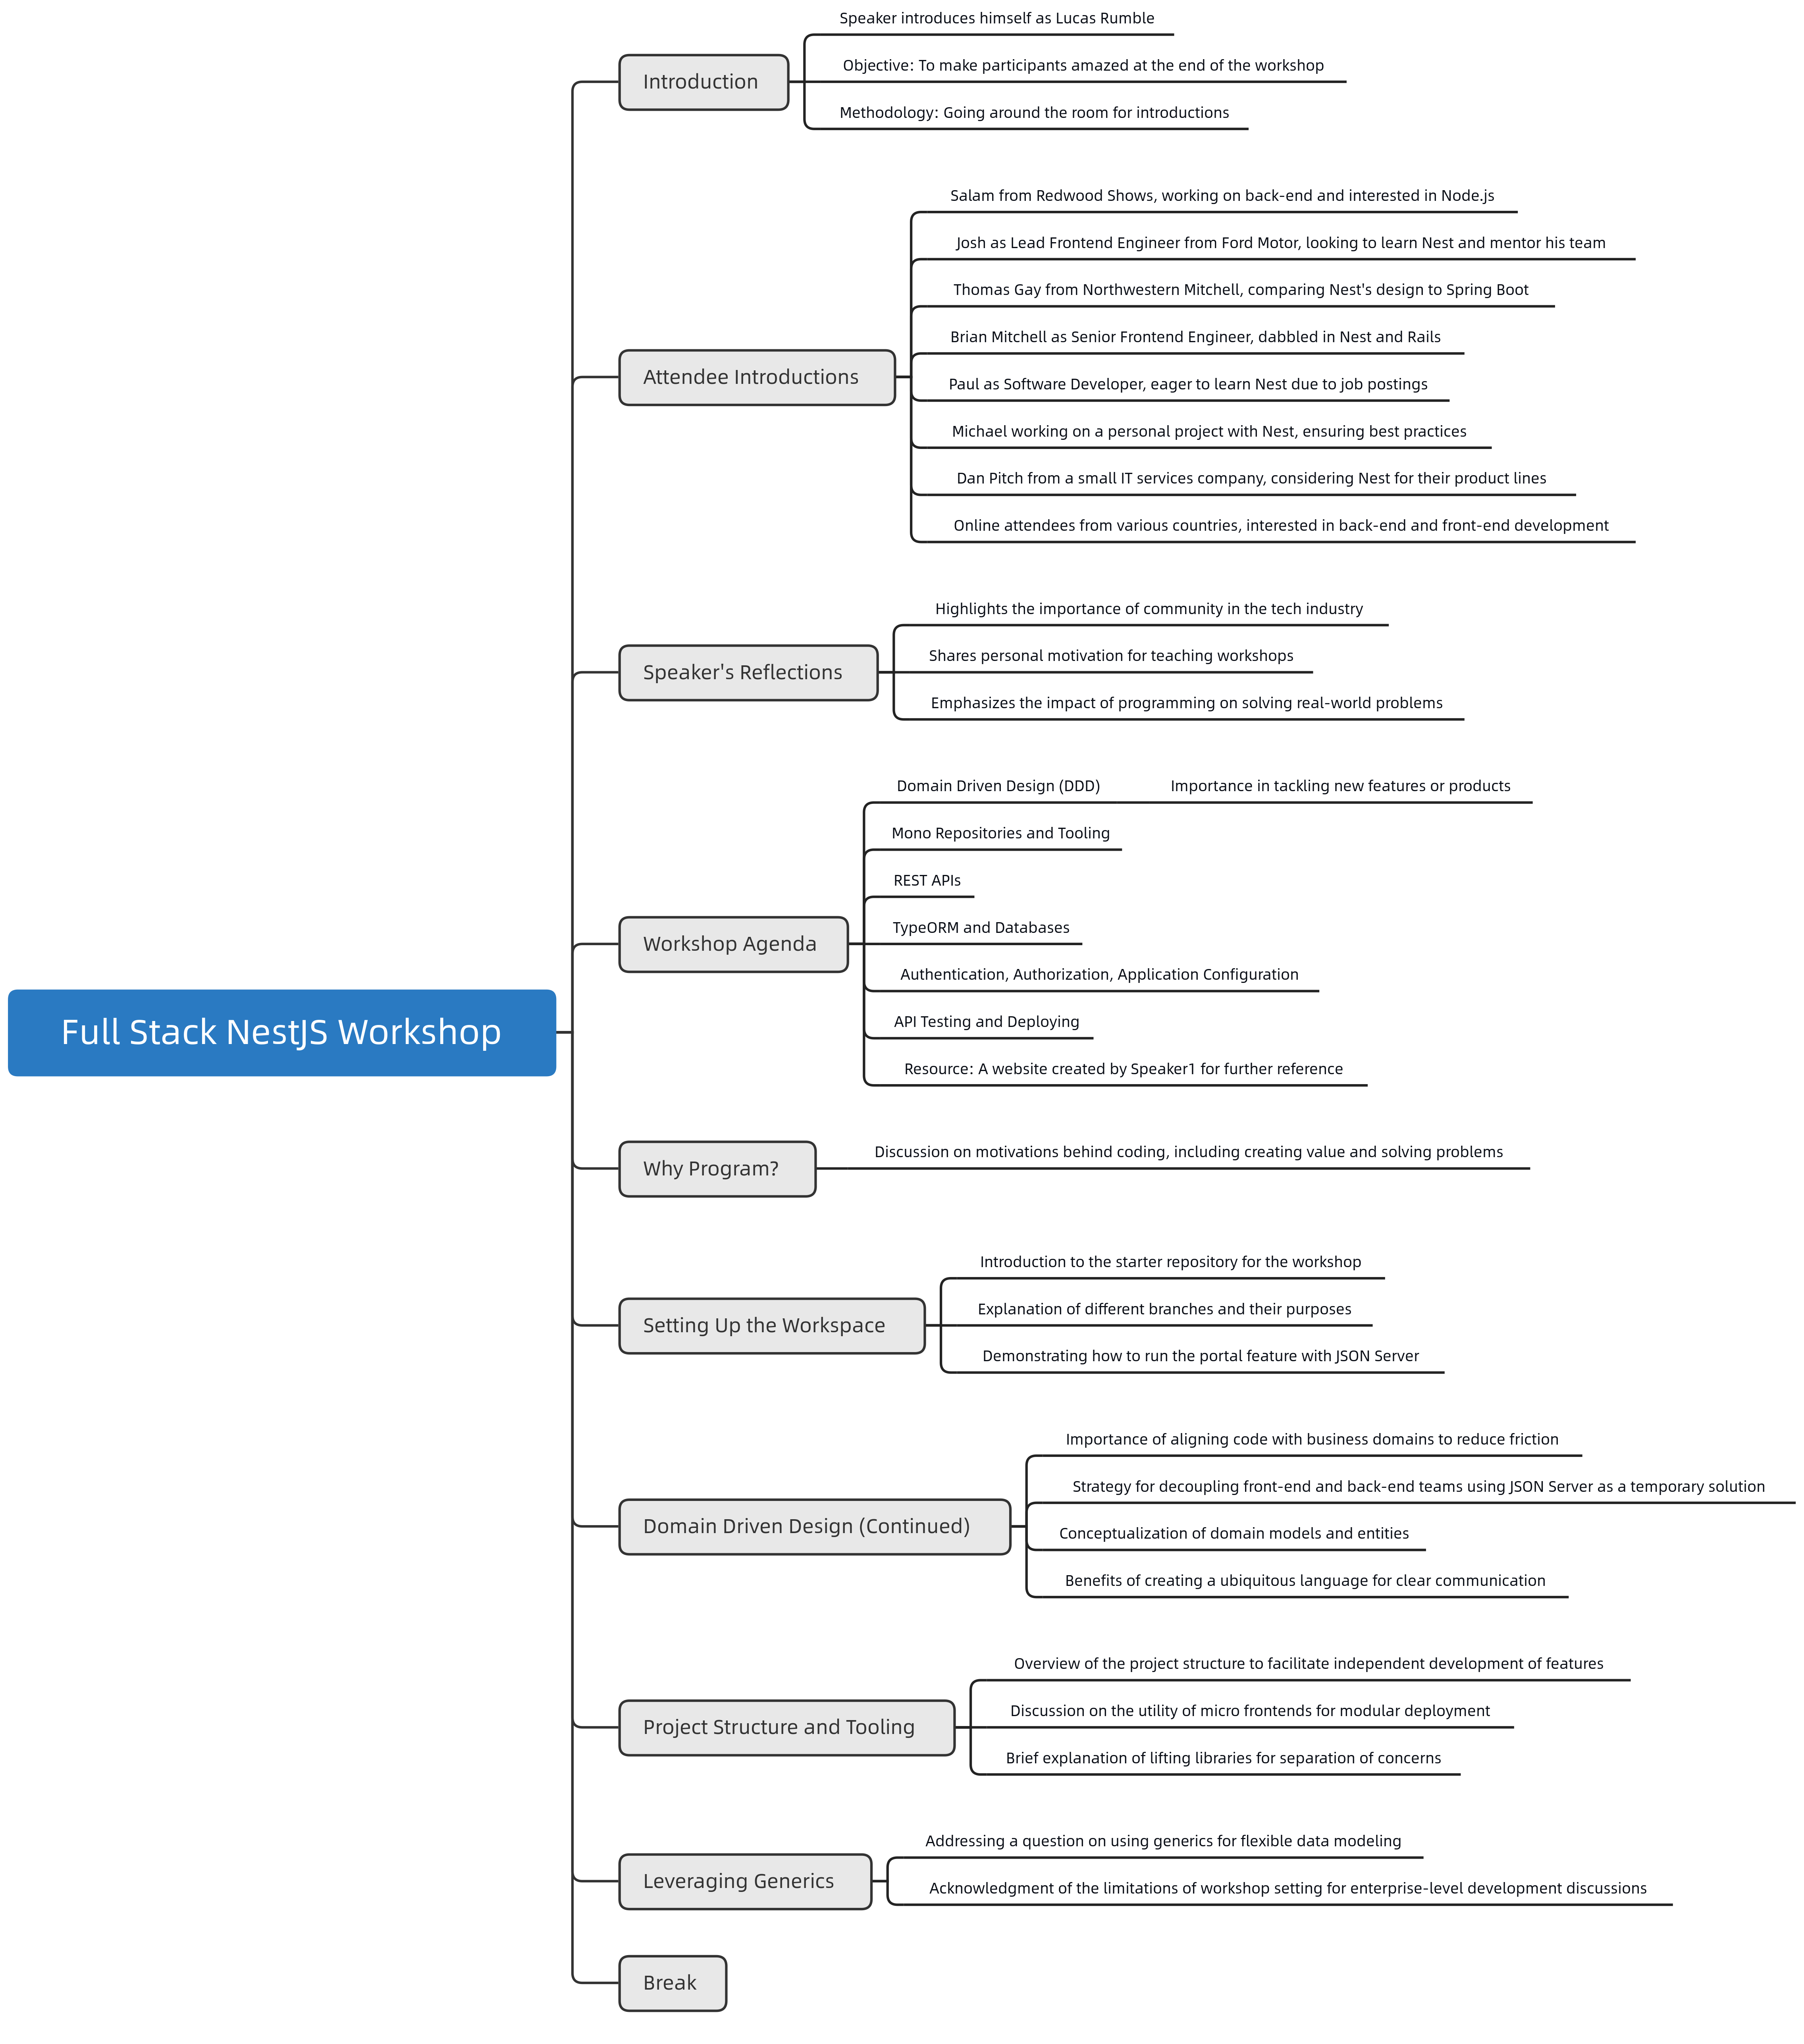 Full Stack NestJS Workshop
Introduction
Speaker introduces himself as Lucas Rumble
Objective: To make participants amazed at the end of the workshop
Methodology: Going around the room for introductions
Attendee Introductions
Salam from Redwood Shows, working on back-end and interested in Node.js
Josh as Lead Frontend Engineer from Ford Motor, looking to learn Nest and mentor his team
Thomas Gay from Northwestern Mitchell, comparing Nest's design to Spring Boot
Brian Mitchell as Senior Frontend Engineer, dabbled in Nest and Rails
Paul as Software Developer, eager to learn Nest due to job postings
Michael working on a personal project with Nest, ensuring best practices
Dan Pitch from a small IT services company, considering Nest for their product lines
Online attendees from various countries, interested in back-end and front-end development
Speaker's Reflections
Highlights the importance of community in the tech industry
Shares personal motivation for teaching workshops
Emphasizes the impact of programming on solving real-world problems
Workshop Agenda
Domain Driven Design (DDD)
Importance in tackling new features or products
Mono Repositories and Tooling
REST APIs
TypeORM and Databases
Authentication, Authorization, Application Configuration
API Testing and Deploying
Resource: A website created by Speaker1 for further reference
Why Program?
Discussion on motivations behind coding, including creating value and solving problems
Setting Up the Workspace
Introduction to the starter repository for the workshop
Explanation of different branches and their purposes
Demonstrating how to run the portal feature with JSON Server
Domain Driven Design (Continued)
Importance of aligning code with business domains to reduce friction
Strategy for decoupling front-end and back-end teams using JSON Server as a temporary solution
Conceptualization of domain models and entities
Benefits of creating a ubiquitous language for clear communication
Project Structure and Tooling
Overview of the project structure to facilitate independent development of features
Discussion on the utility of micro frontends for modular deployment
Brief explanation of lifting libraries for separation of concerns
Leveraging Generics
Addressing a question on using generics for flexible data modeling
Acknowledgment of the limitations of workshop setting for enterprise-level development discussions
Break